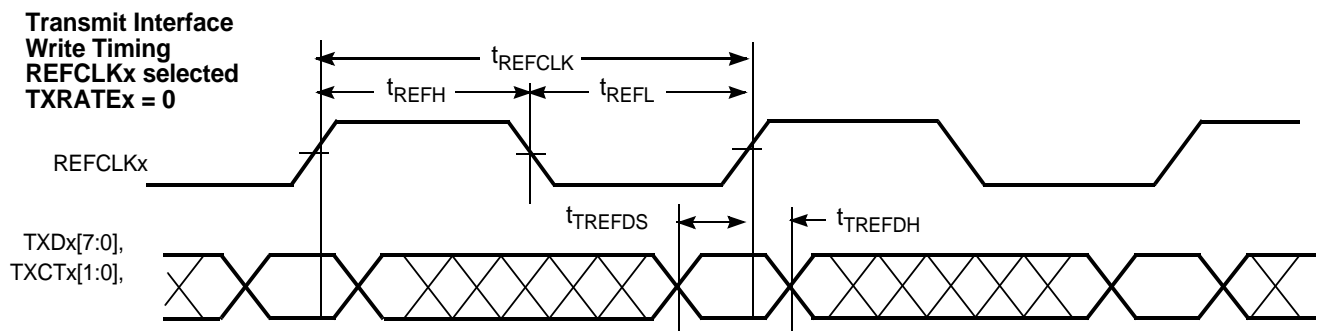 Transmit Interface
Write Timing
REFCLKx selected
TXRATEx = 0
tREFCLK
tREFH
tREFL
REFCLKx
tTREFDS
tTREFDH
TXDx[7:0],
TXCTx[1:0],